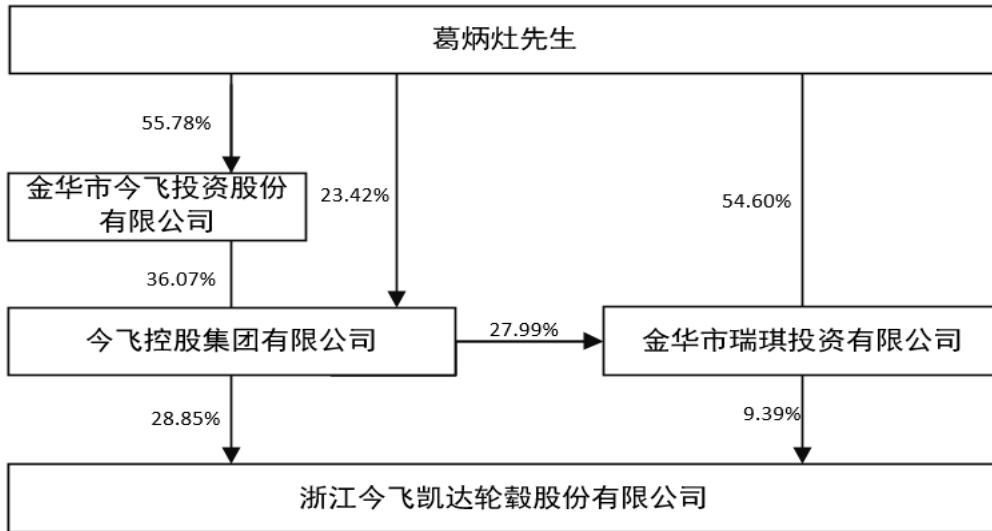 葛炳灶先生
55.78%
金华市今飞投资股份
有限公司
23.42%
54.60%
36.07%
今飞控股集团有限公司
27.99%
金华市瑞琪投资有限公司
28.85%
9.39%
浙江今飞凯达轮毂股份有限公司